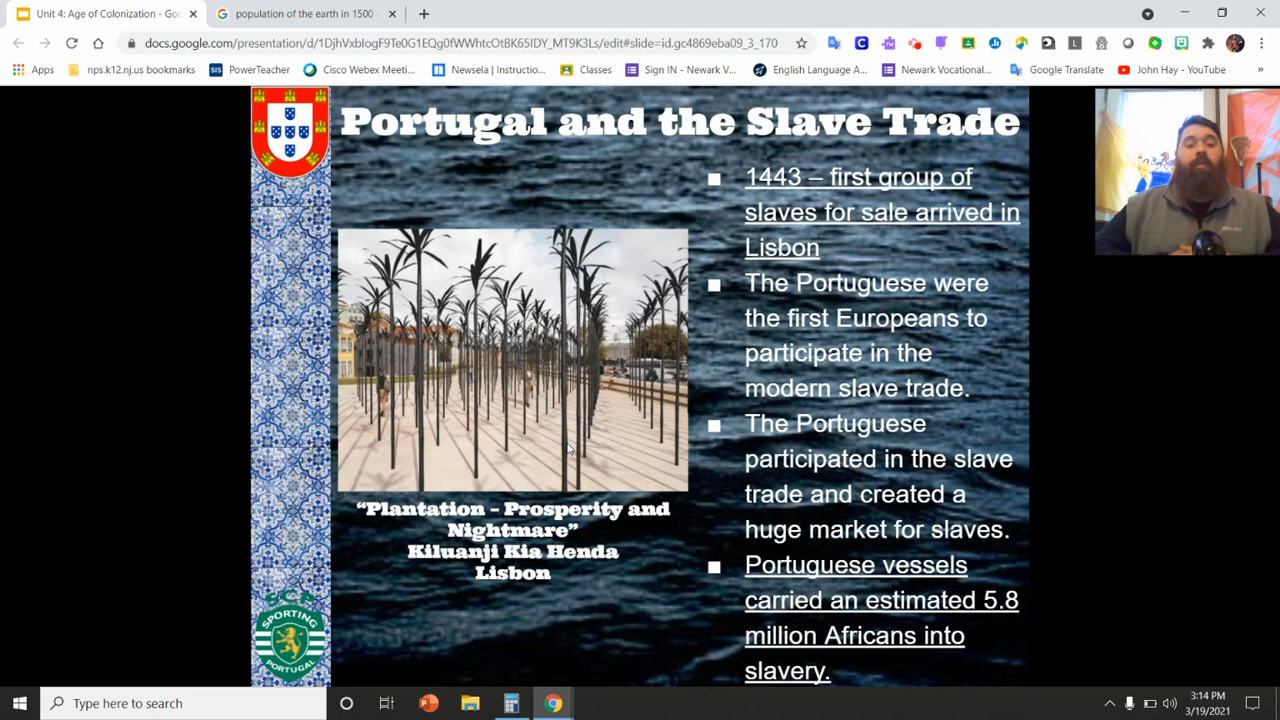 Unit 4: Age of Colonization - Goo
population of the earth in 1500 -
docs.google.com/presentation/d/
/edit#slide=id.gc4869eba09_3_170
Apps
nps.k12.nj.us bookmarks
SIS
PowerTeacher
Cisco Webex Meeti...
Newsela | Instructio...
Classes
Sign IN - Newark V...
English Language A...
Newark Vocational...
Google Translate
John Hay - YouTube
»
Portugal and the Slave Trade
1443 – first group of
slaves for sale arrived in
Lisbon
The Portuguese were
the first Europeans to
participate in the
modern slave trade.
The Portuguese
participated in the slave
trade and created a
huge market for slaves.
Portuguese vessels
carried an estimated 5.8
million Africans into
slavery.
“Plantation – Prosperity and
Nightmare”
Kiluanji Kia Henda
Lisbon
SPORTING
PORTUGAL
Type here to search
3:14 PM
3/19/2021